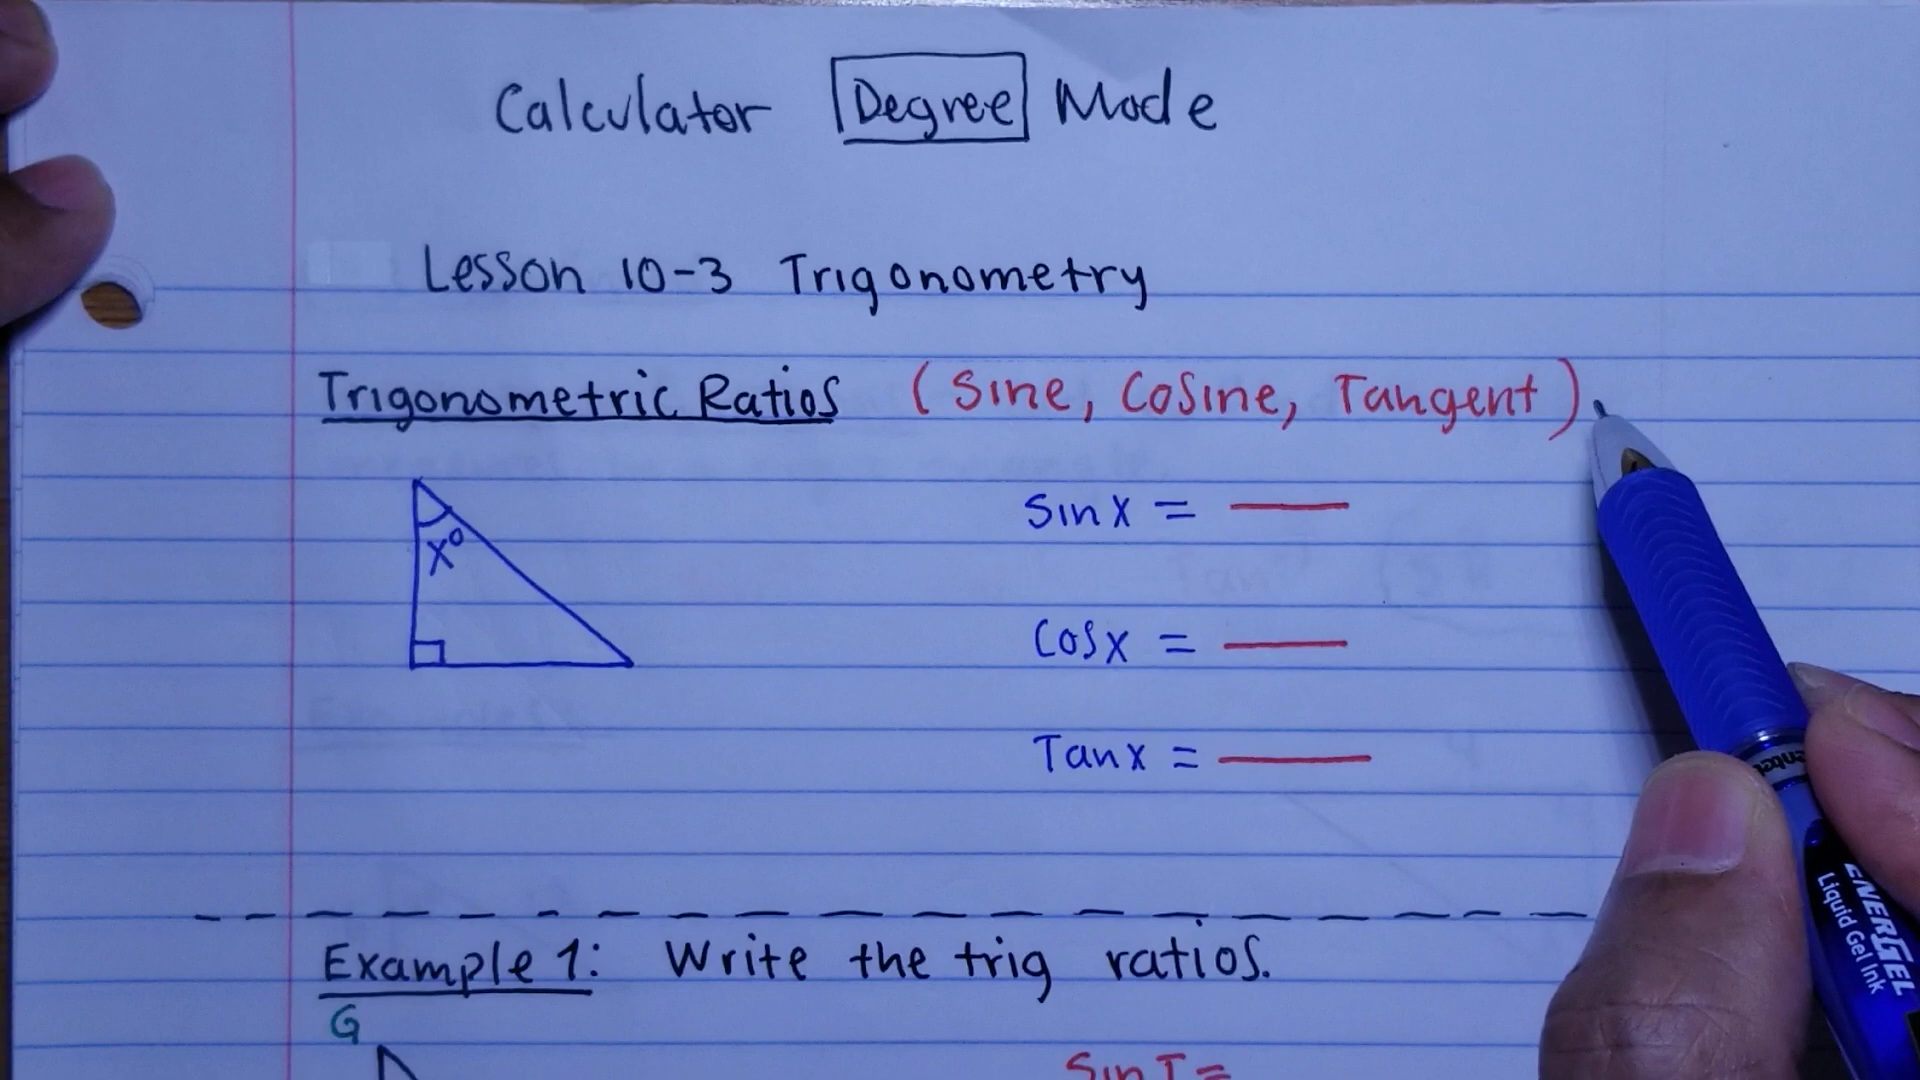 Calculator Degree Mode
Lesson 10-3 Trigonometry
Trigonometric Ratios (Sine, Cosine, Tangent)
x°
Sin x =
Cos x =
Tan x =
Example 1: Write the trig ratios.
G
Sin T =
ENERGEL
Liquid Gel Ink